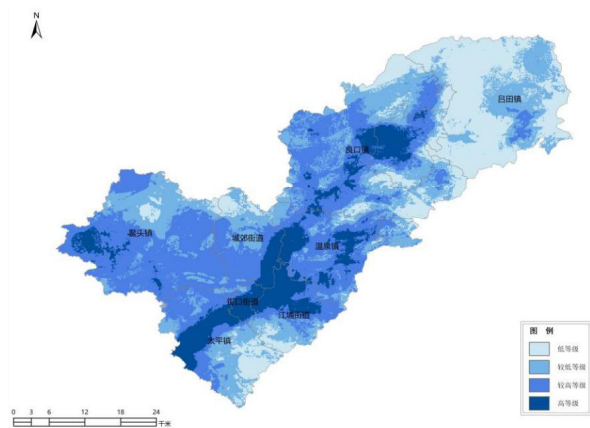 N
吕田镇
良口镇
鳌头镇
城郊街道
温泉镇
街口街道
江埔街道
太平镇
图 例
低等级
较低等级
较高等级
高等级
0 3 6 12 18 24
千米